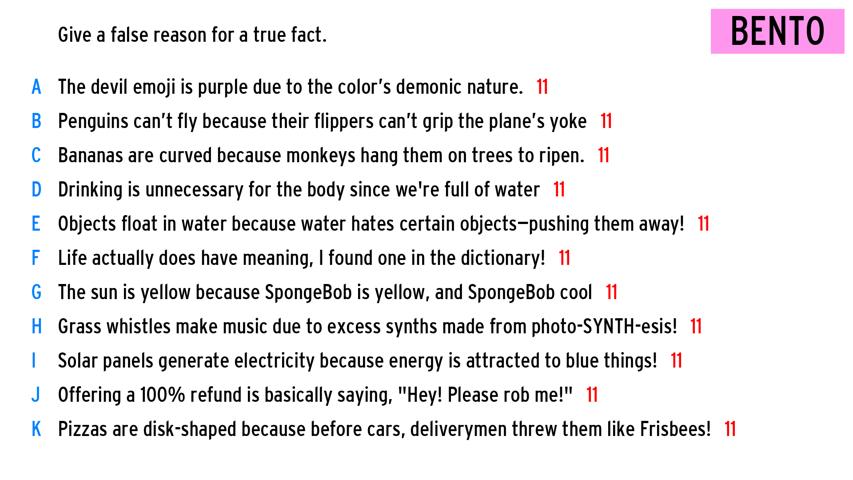 Give a false reason for a true fact.
BENTO
A The devil emoji is purple due to the color's demonic nature. 11
B Penguins can't fly because their flippers can't grip the plane's yoke 11
C Bananas are curved because monkeys hang them on trees to ripen. 11
D Drinking is unnecessary for the body since we're full of water 11
E Objects float in water because water hates certain objects—pushing them away! 11
F Life actually does have meaning, I found one in the dictionary! 11
G The sun is yellow because SpongeBob is yellow, and SpongeBob cool 11
H Grass whistles make music due to excess synths made from photo-SYNTH-esis! 11
I Solar panels generate electricity because energy is attracted to blue things! 11
J Offering a 100% refund is basically saying, "Hey! Please rob me!" 11
K Pizzas are disk-shaped because before cars, deliverymen threw them like Frisbees! 11